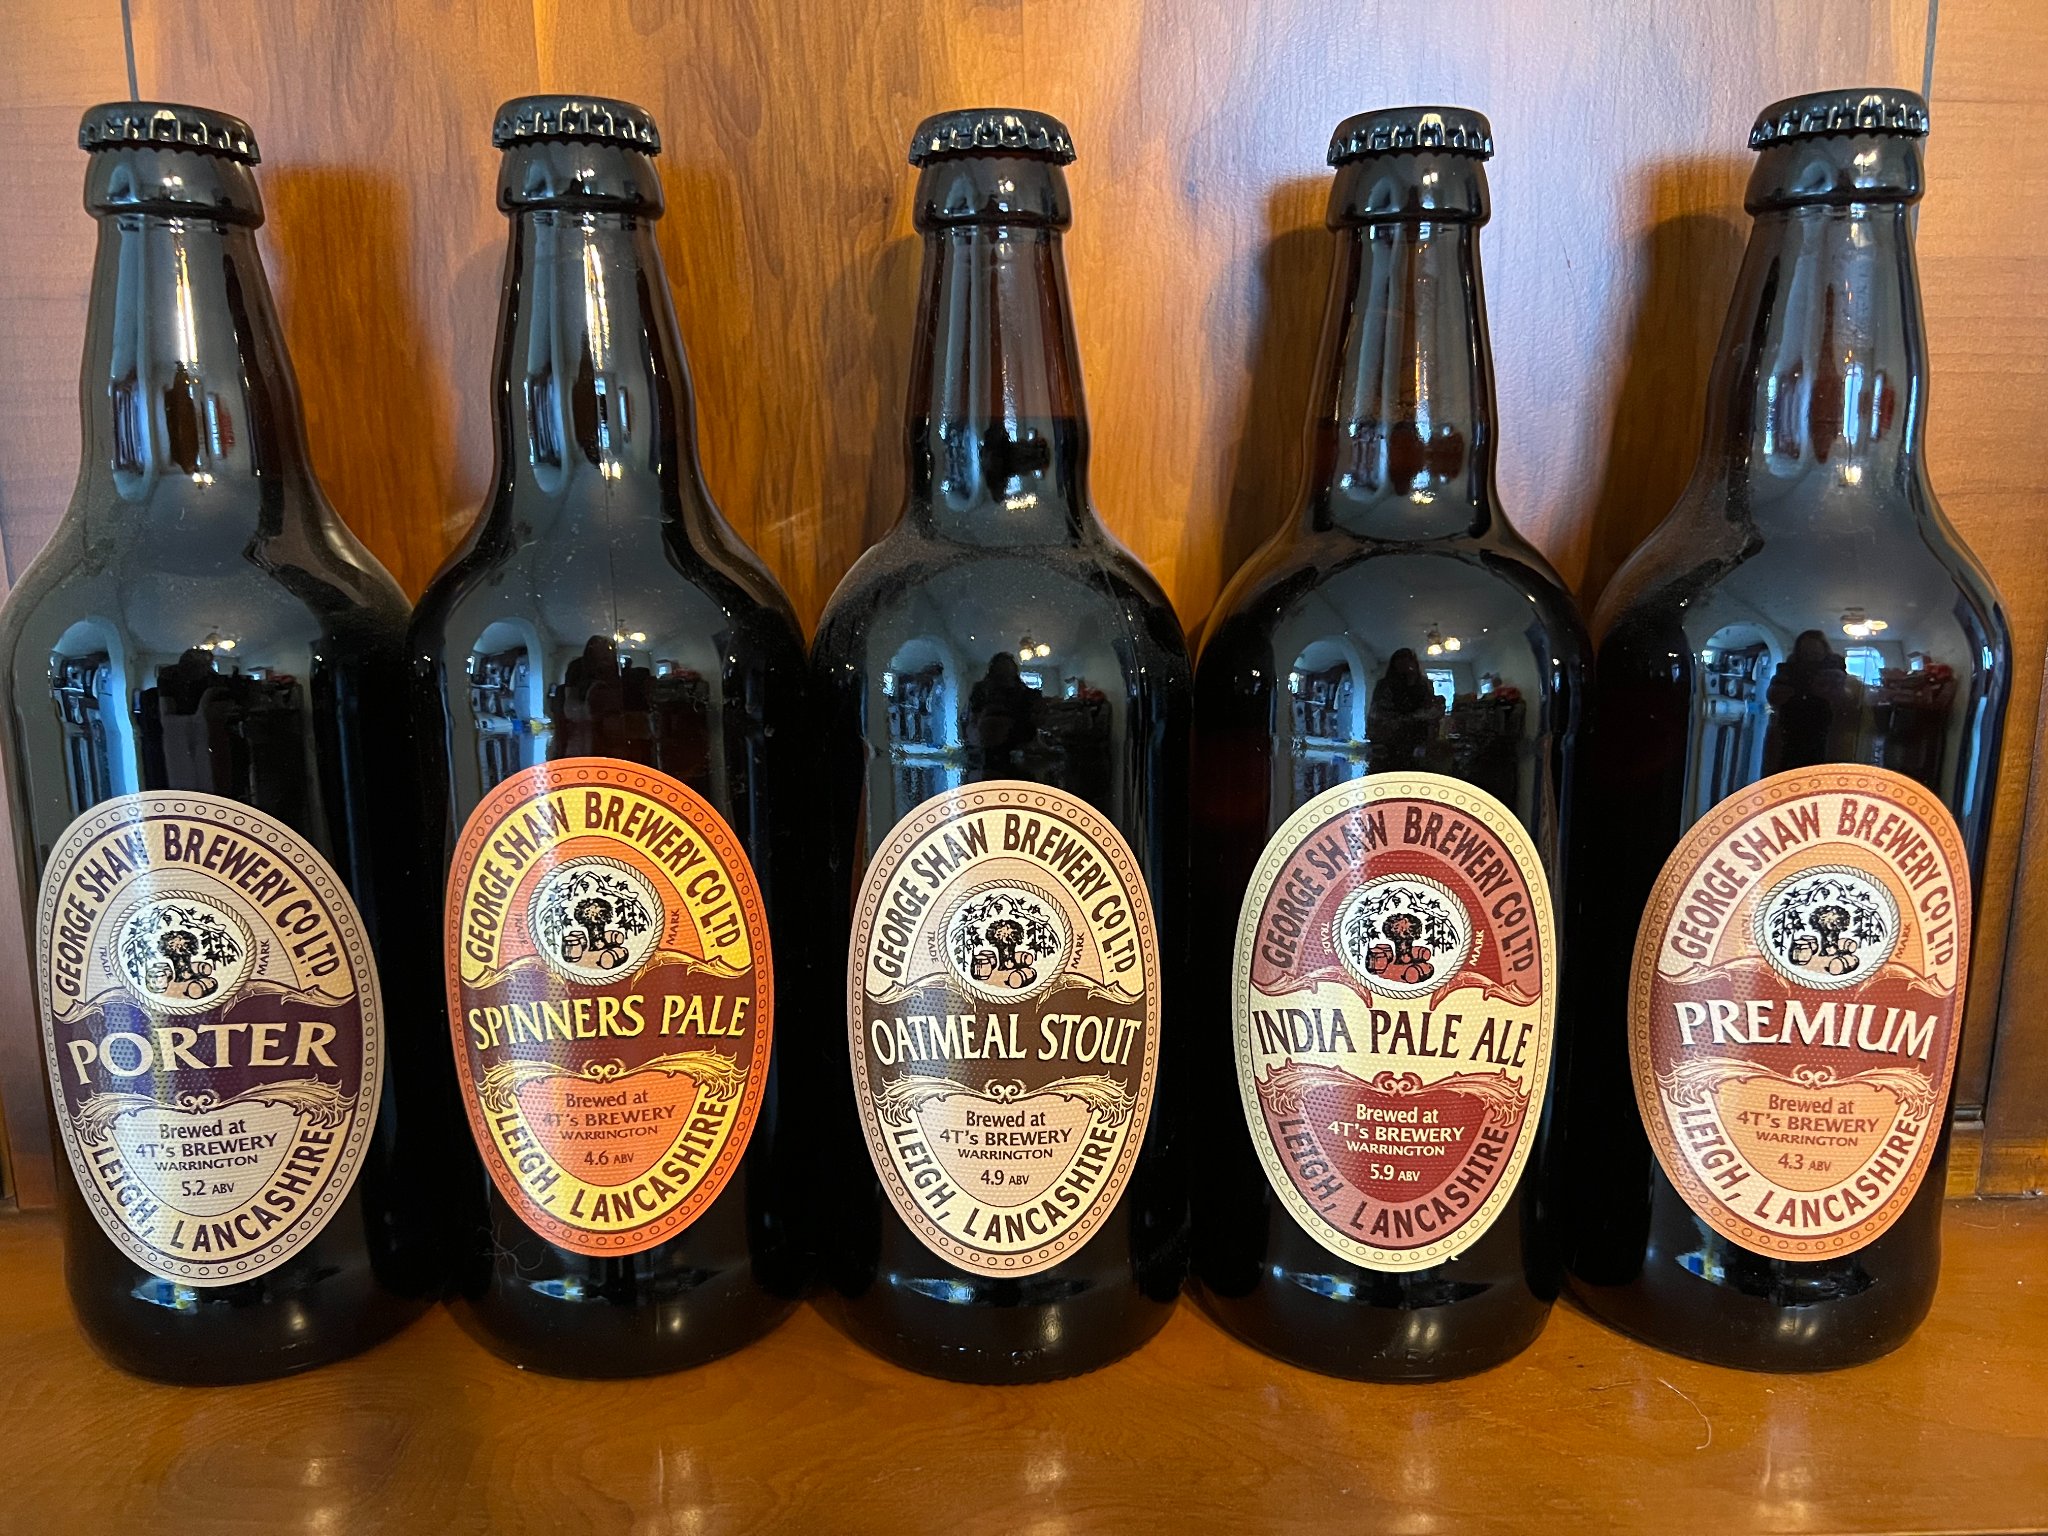 GEORGE SHAW BREWERY CO LTD
TRADE MARK
PORTER
Brewed at
4T's BREWERY
WARRINGTON
5.2 ABV
LEIGH, LANCASHIRE
GEORGE SHAW BREWERY CO LTD
TRADE MARK
SPINNERS PALE
Brewed at
4T's BREWERY
WARRINGTON
4.6 ABV
LEIGH, LANCASHIRE
GEORGE SHAW BREWERY CO LTD
TRADE MARK
OATMEAL STOUT
Brewed at
4T's BREWERY
WARRINGTON
4.9 ABV
LEIGH, LANCASHIRE
GEORGE SHAW BREWERY CO LTD
TRADE MARK
INDIA PALE ALE
Brewed at
4T's BREWERY
WARRINGTON
5.9 ABV
LEIGH, LANCASHIRE
GEORGE SHAW BREWERY CO LTD
TRADE MARK
PREMIUM
Brewed at
4T's BREWERY
WARRINGTON
4.3 ABV
LEIGH, LANCASHIRE